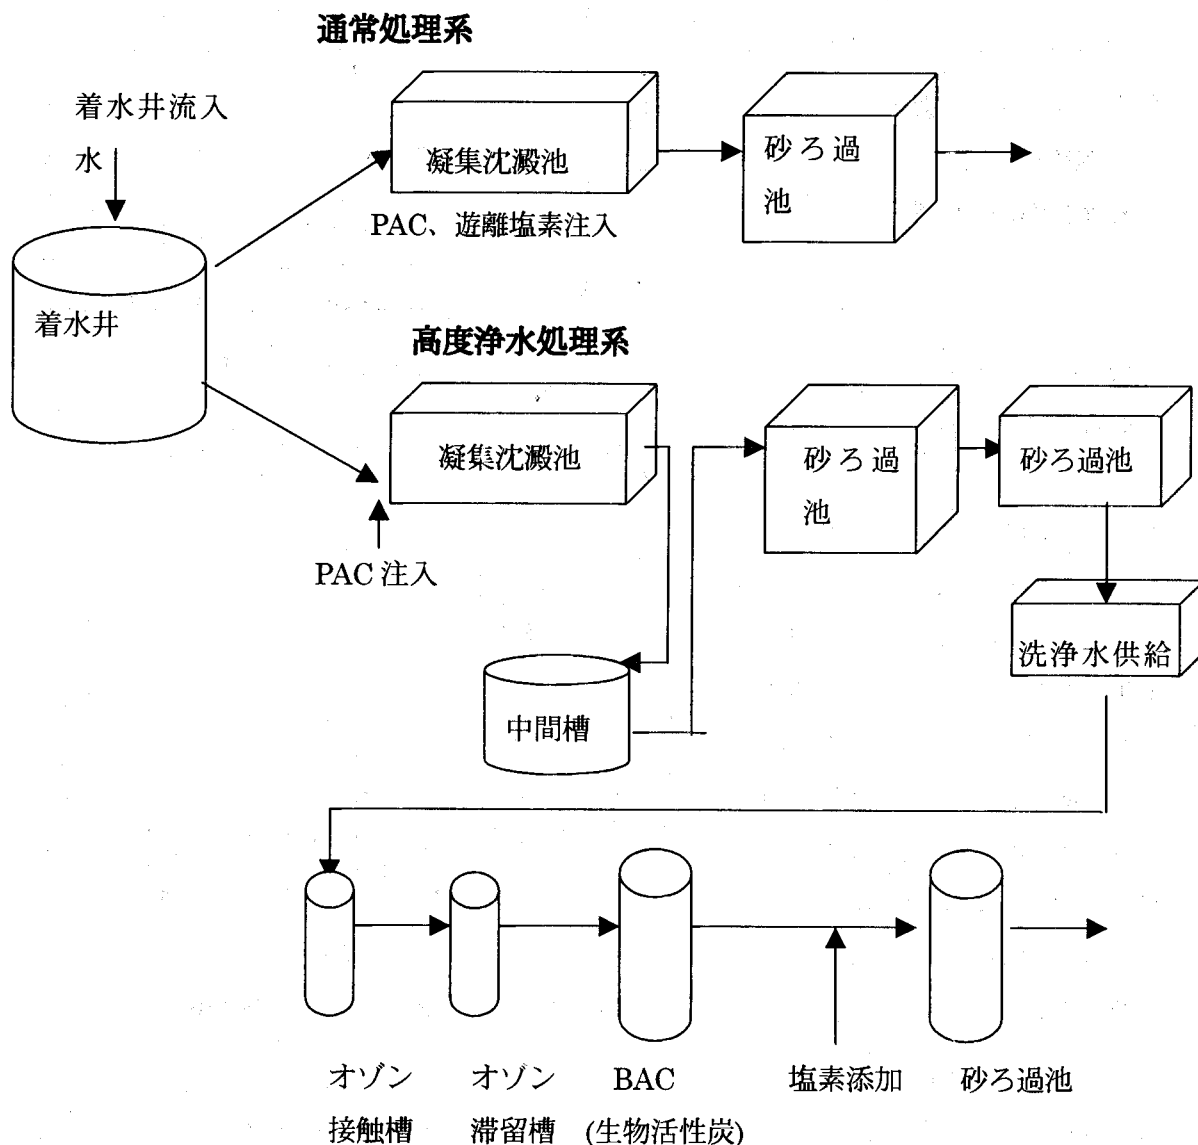 通常処理系
着水井流入
水
凝集沈澱池
砂ろ過
池
PAC、遊離塩素注入
着水井
高度浄水処理系
凝集沈澱池
砂ろ過
池
砂ろ過池
PAC注入
洗浄水供給
中間槽
オゾン
接触槽
オゾン
滞留槽
BAC
(生物活性炭)
塩素添加
砂ろ過池